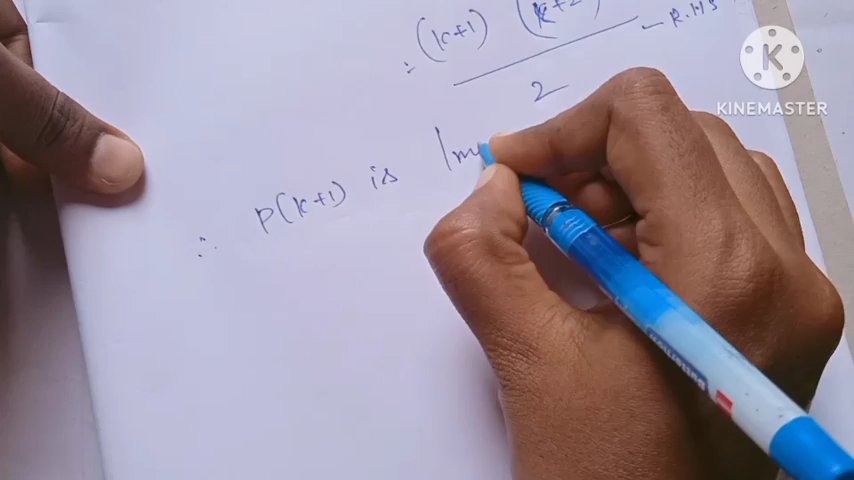 (k+1) (k+2) – R.H.S
2
∴ P(k+1) is
K
KINEMASTER